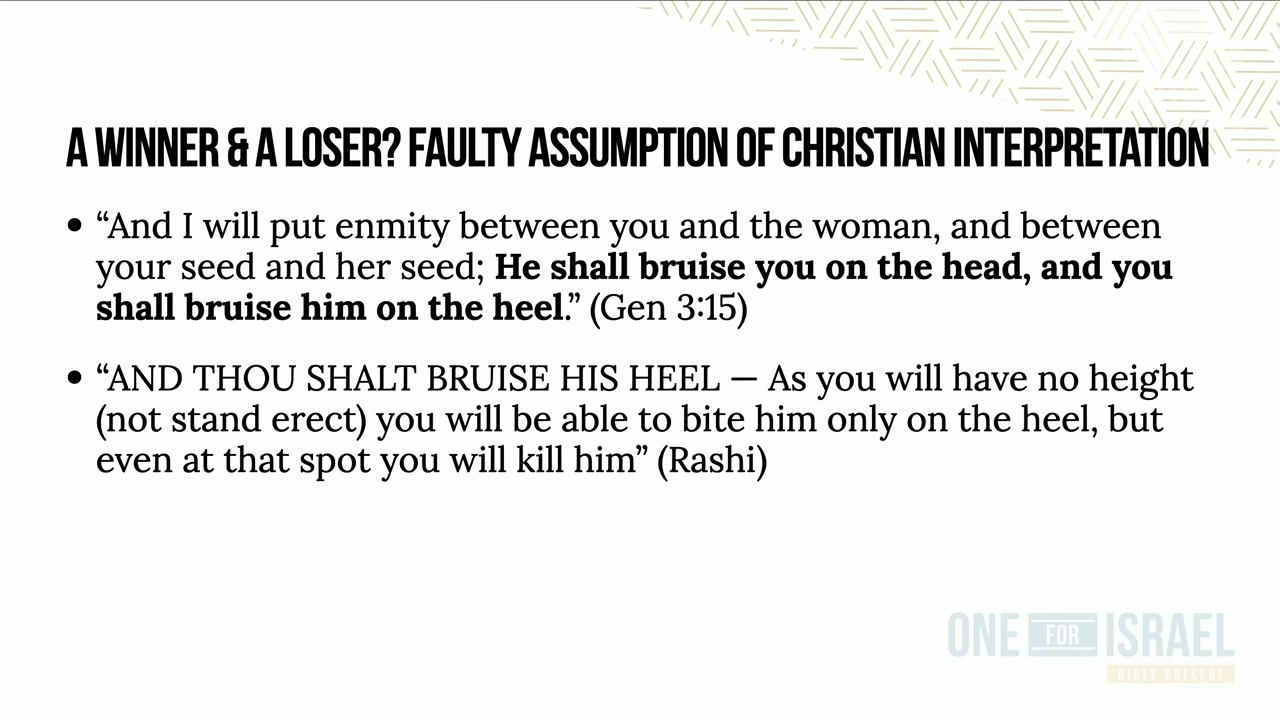 A WINNER & A LOSER? FAULTY ASSUMPTION OF CHRISTIAN INTERPRETATION
• “And I will put enmity between you and the woman, and between
your seed and her seed; He shall bruise you on the head, and you
shall bruise him on the heel.” (Gen 3:15)
• “AND THOU SHALT BRUISE HIS HEEL — As you will have no height
(not stand erect) you will be able to bite him only on the heel, but
even at that spot you will kill him” (Rashi)
ONE FOR ISRAEL
BIBLE COLLEGE